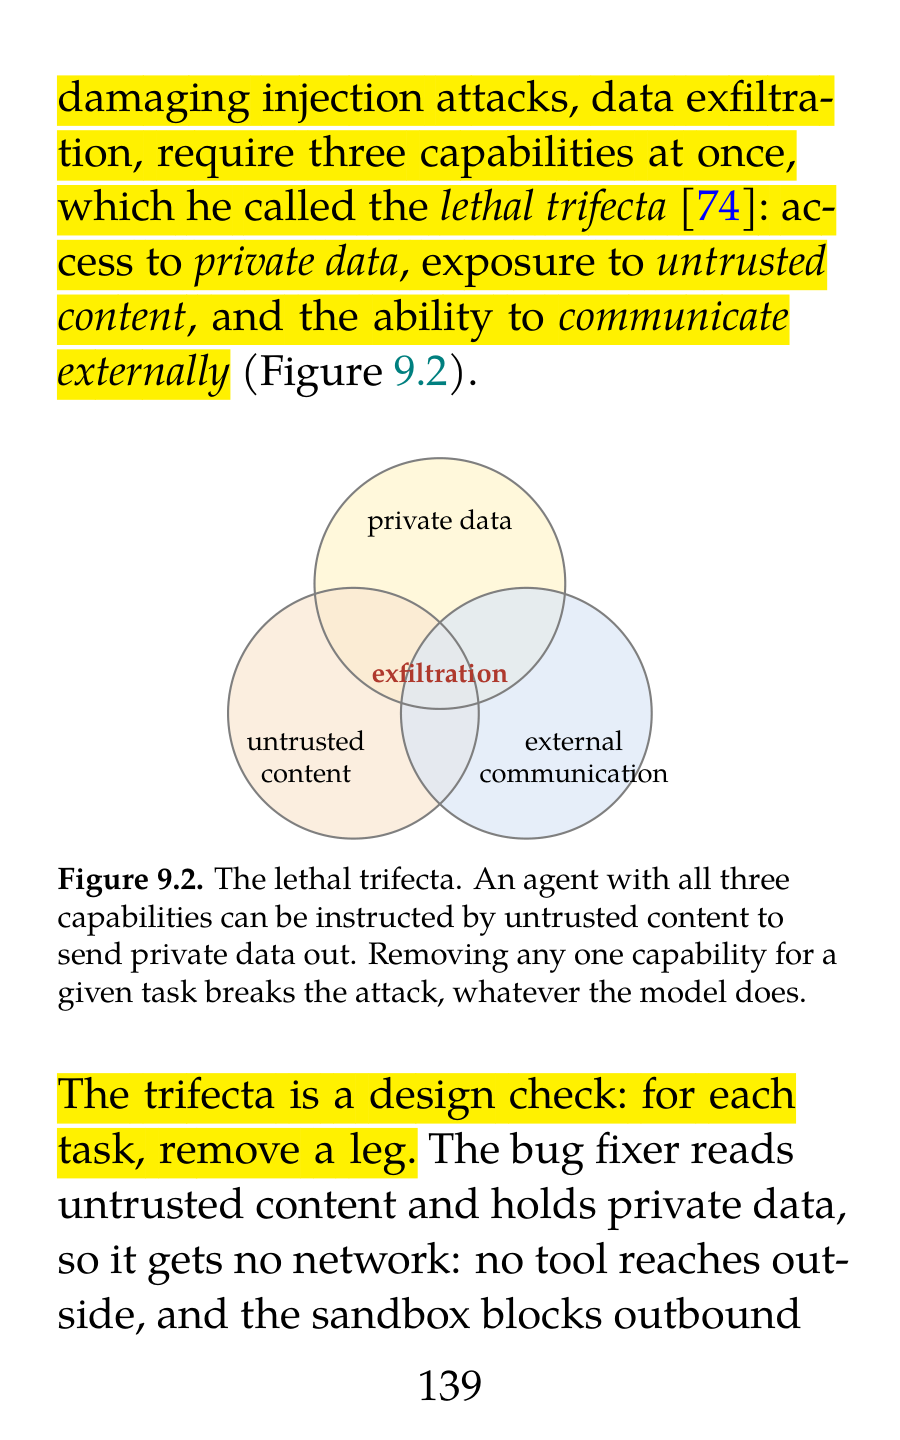 damaging injection attacks, data exfiltra-
tion, require three capabilities at once,
which he called the lethal trifecta [74]: ac-
cess to private data, exposure to untrusted
content, and the ability to communicate
externally (Figure 9.2).
private data
exfiltration
untrusted
content
external
communication
Figure 9.2. The lethal trifecta. An agent with all three
capabilities can be instructed by untrusted content to
send private data out. Removing any one capability for a
given task breaks the attack, whatever the model does.
The trifecta is a design check: for each
task, remove a leg. The bug fixer reads
untrusted content and holds private data,
so it gets no network: no tool reaches out-
side, and the sandbox blocks outbound
139